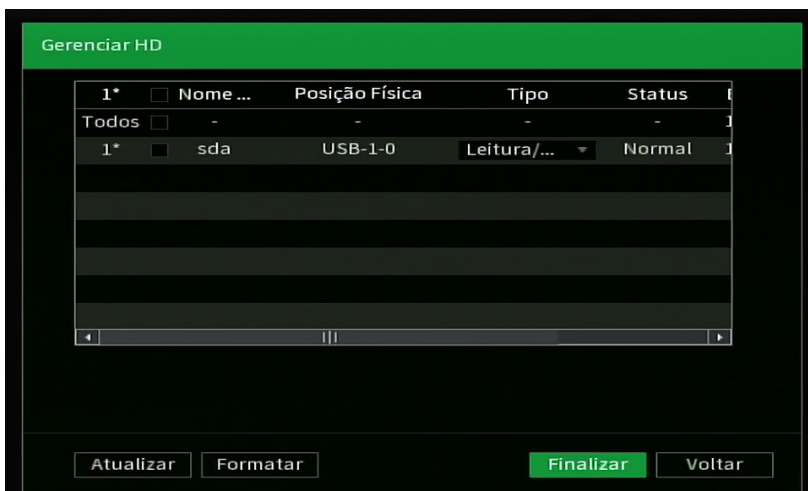 Gerenciar HD
1* Nome ... Posição Física Tipo Status
Todos - - - -
1* sda USB-1-0 Leitura/... Normal
Atualizar Formatar Finalizar Voltar